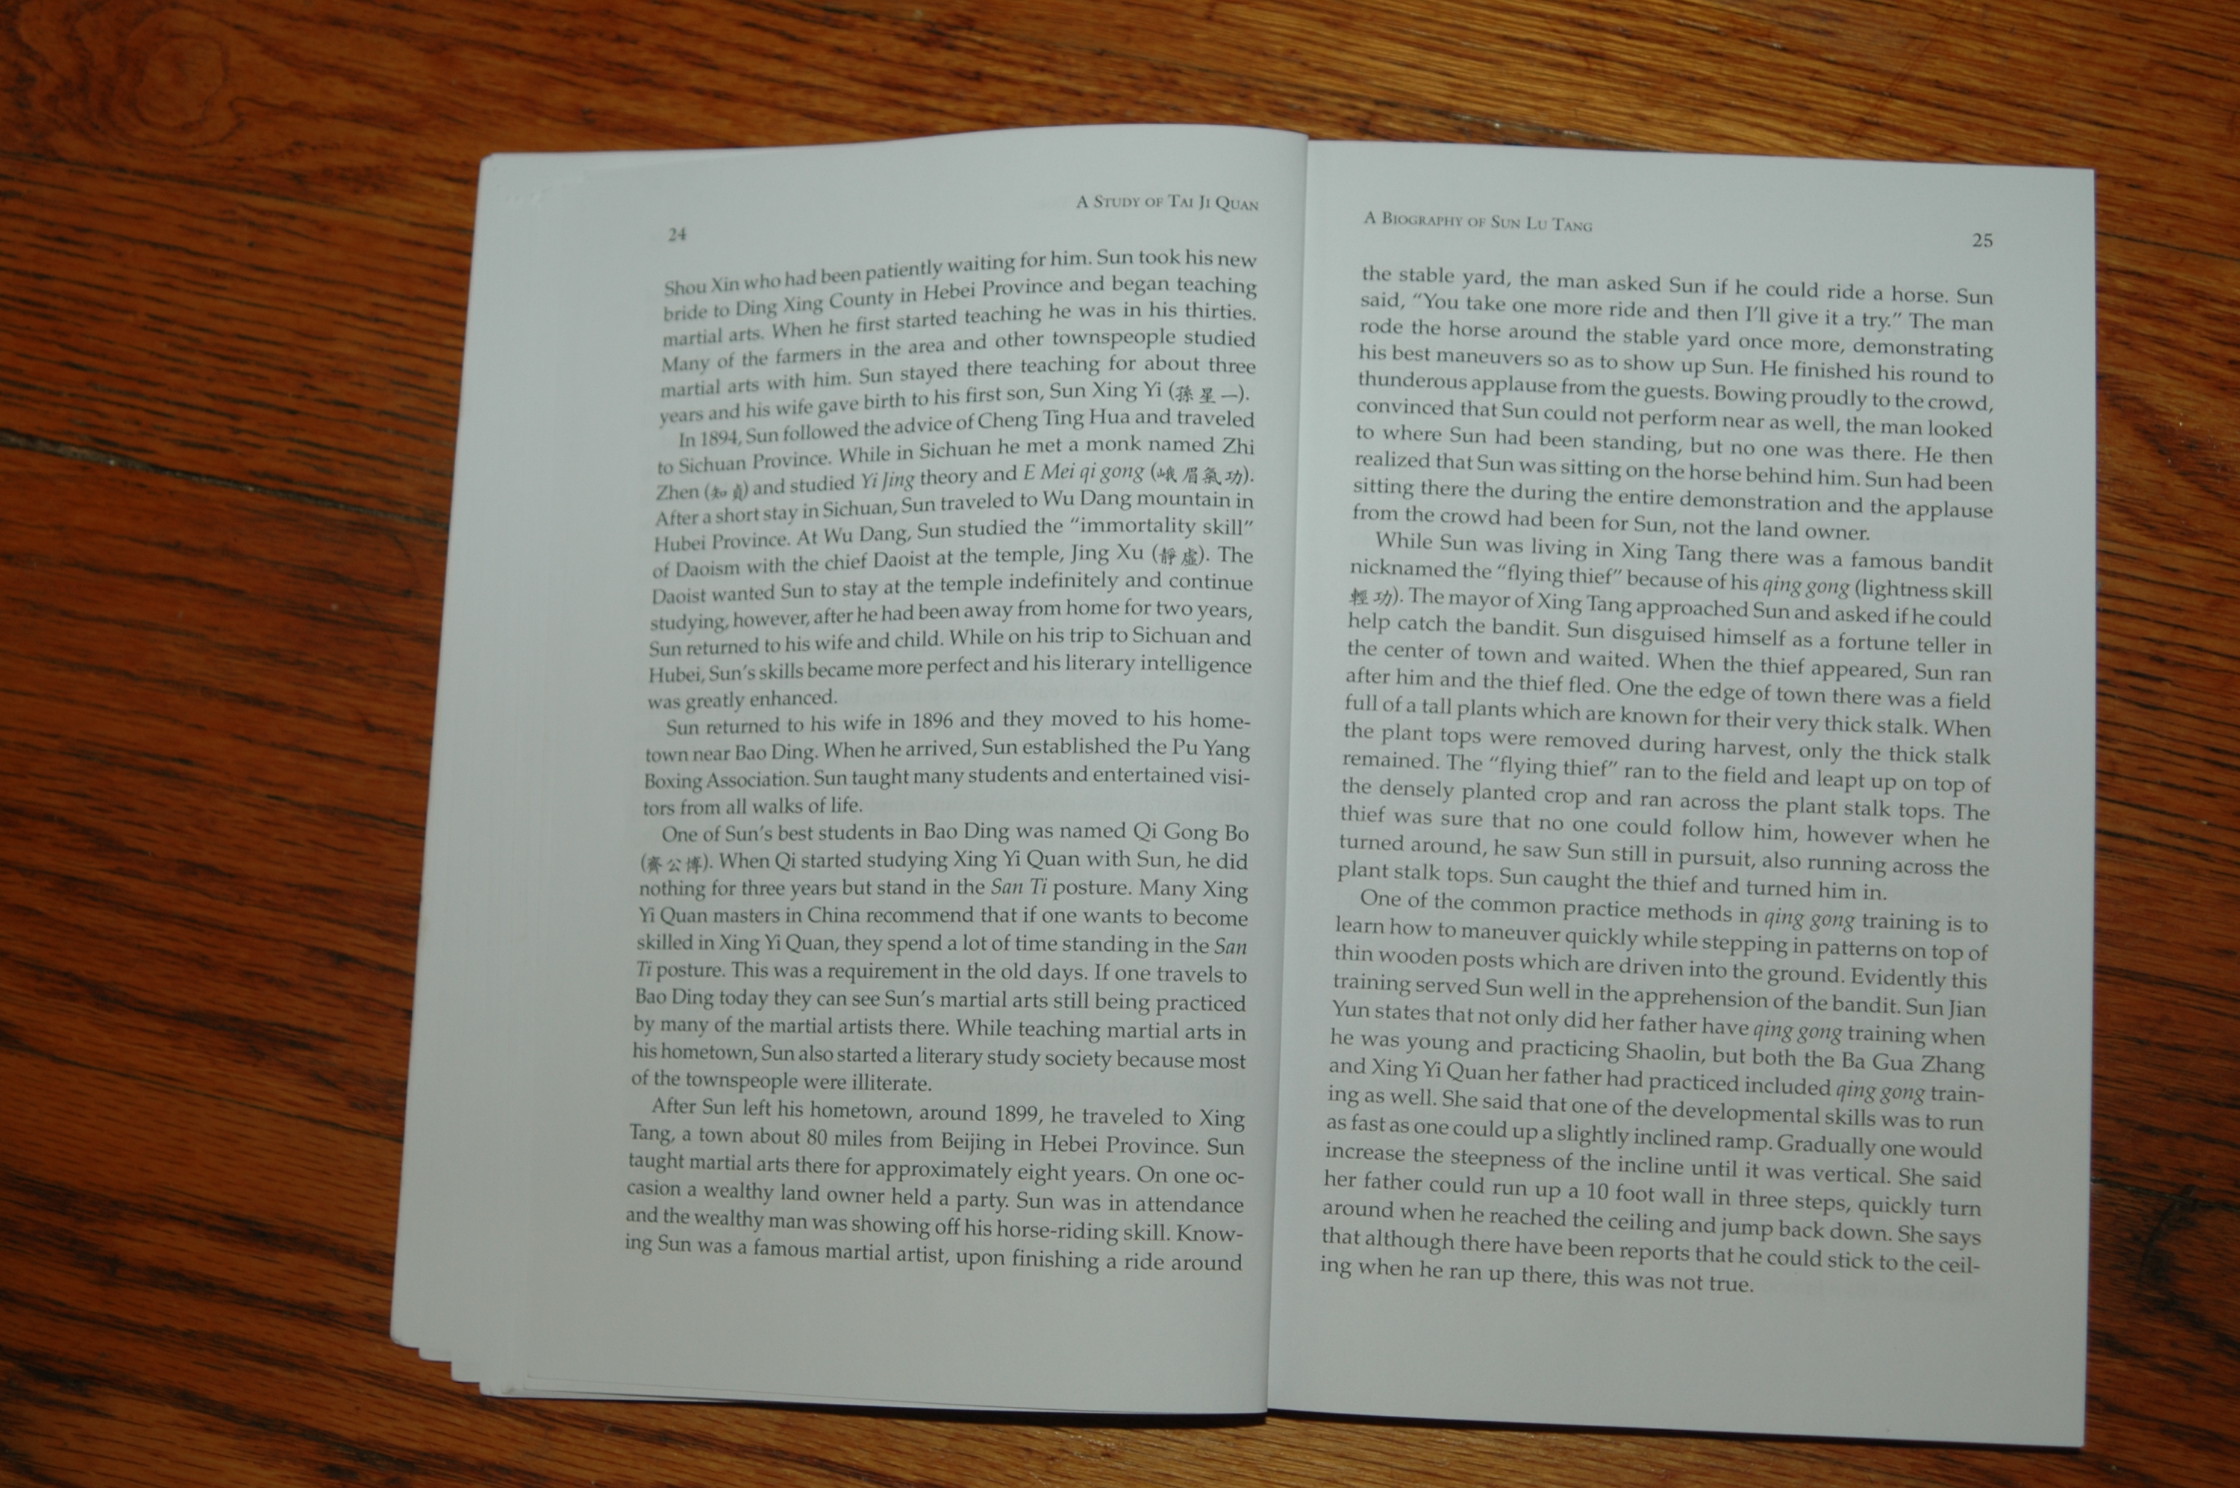 A Study of Tai Ji Quan
24
Shou Xin who had been patiently waiting for him. Sun took his new
bride to Ding Xing County in Hebei Province and began teaching
martial arts. When he first started teaching he was in his thirties.
Many of the farmers in the area and other townspeople studied
martial arts with him. Sun stayed there teaching for about three
years and his wife gave birth to his first son, Sun Xing Yi (孫星一).
In 1894, Sun followed the advice of Cheng Ting Hua and traveled
to Sichuan Province. While in Sichuan he met a monk named Zhi
Zhen (知貞) and studied Yi Jing theory and E Mei qi gong (峨眉氣功).
After a short stay in Sichuan, Sun traveled to Wu Dang mountain in
Hubei Province. At Wu Dang, Sun studied the “immortality skill”
of Daoism with the chief Daoist at the temple, Jing Xu (靜虛). The
Daoist wanted Sun to stay at the temple indefinitely and continue
studying, however, after he had been away from home for two years,
Sun returned to his wife and child. While on his trip to Sichuan and
Hubei, Sun’s skills became more perfect and his literary intelligence
was greatly enhanced.
Sun returned to his wife in 1896 and they moved to his home-
town near Bao Ding. When he arrived, Sun established the Pu Yang
Boxing Association. Sun taught many students and entertained visi-
tors from all walks of life.
One of Sun’s best students in Bao Ding was named Qi Gong Bo
(齊公博). When Qi started studying Xing Yi Quan with Sun, he did
nothing for three years but stand in the San Ti posture. Many Xing
Yi Quan masters in China recommend that if one wants to become
skilled in Xing Yi Quan, they spend a lot of time standing in the San
Ti posture. This was a requirement in the old days. If one travels to
Bao Ding today they can see Sun’s martial arts still being practiced
by many of the martial artists there. While teaching martial arts in
his hometown, Sun also started a literary study society because most
of the townspeople were illiterate.
After Sun left his hometown, around 1899, he traveled to Xing
Tang, a town about 80 miles from Beijing in Hebei Province. Sun
taught martial arts there for approximately eight years. On one oc-
casion a wealthy land owner held a party. Sun was in attendance
and the wealthy man was showing off his horse-riding skill. Know-
ing Sun was a famous martial artist, upon finishing a ride around
A Biography of Sun Lu Tang
25
the stable yard, the man asked Sun if he could ride a horse. Sun
said, “You take one more ride and then I’ll give it a try.” The man
rode the horse around the stable yard once more, demonstrating
his best maneuvers so as to show up Sun. He finished his round to
thunderous applause from the guests. Bowing proudly to the crowd,
convinced that Sun could not perform near as well, the man looked
to where Sun had been standing, but no one was there. He then
realized that Sun was sitting on the horse behind him. Sun had been
sitting there the during the entire demonstration and the applause
from the crowd had been for Sun, not the land owner.
While Sun was living in Xing Tang there was a famous bandit
nicknamed the “flying thief” because of his qing gong (lightness skill
輕功). The mayor of Xing Tang approached Sun and asked if he could
help catch the bandit. Sun disguised himself as a fortune teller in
the center of town and waited. When the thief appeared, Sun ran
after him and the thief fled. One the edge of town there was a field
full of a tall plants which are known for their very thick stalk. When
the plant tops were removed during harvest, only the thick stalk
remained. The “flying thief” ran to the field and leapt up on top of
the densely planted crop and ran across the plant stalk tops. The
thief was sure that no one could follow him, however when he
turned around, he saw Sun still in pursuit, also running across the
plant stalk tops. Sun caught the thief and turned him in.
One of the common practice methods in qing gong training is to
learn how to maneuver quickly while stepping in patterns on top of
thin wooden posts which are driven into the ground. Evidently this
training served Sun well in the apprehension of the bandit. Sun Jian
Yun states that not only did her father have qing gong training when
he was young and practicing Shaolin, but both the Ba Gua Zhang
and Xing Yi Quan her father had practiced included qing gong train-
ing as well. She said that one of the developmental skills was to run
as fast as one could up a slightly inclined ramp. Gradually one would
increase the steepness of the incline until it was vertical. She said
her father could run up a 10 foot wall in three steps, quickly turn
around when he reached the ceiling and jump back down. She says
that although there have been reports that he could stick to the ceil-
ing when he ran up there, this was not true.